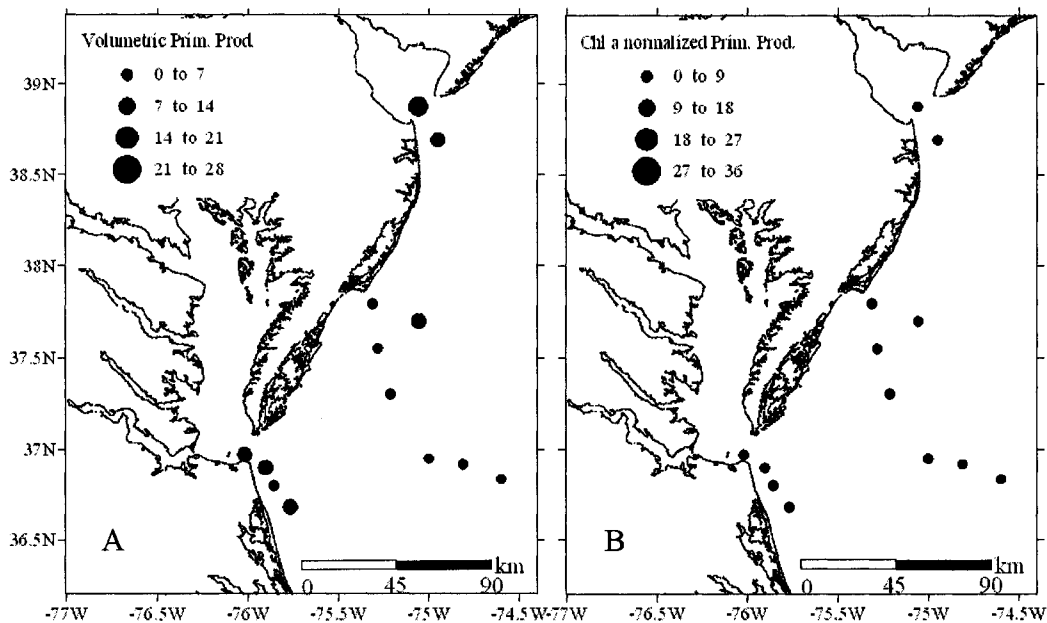 Volumetric Prim. Prod.
0 to 7
7 to 14
14 to 21
21 to 28
39N
38.5N
38N
37.5N
37N
36.5N
A
km
0 45 90
-77W -76.5W -76W -75.5W -75W -74.5W
Chl a normalized Prim. Prod.
0 to 9
9 to 18
18 to 27
27 to 36
B
km
0 45 90
-77W -76.5W -76W -75.5W -75W -74.5W